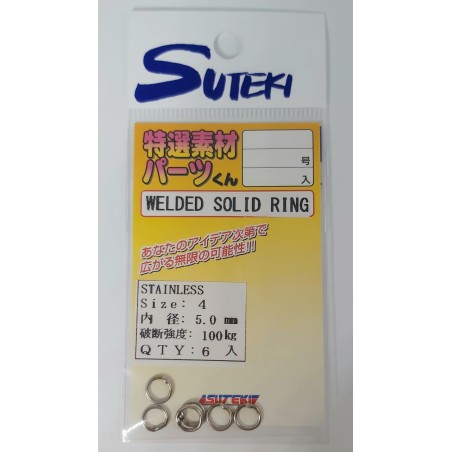 SUTEKI
特選素材
パーツくん
号
入
WELDED SOLID RING
あなたのアイデア次第で
広がる無限の可能性!!
STAINLESS
Size: 4
内 径: 5.0 mm
破断強度: 100kg
QTY: 6 入
SUTEKI